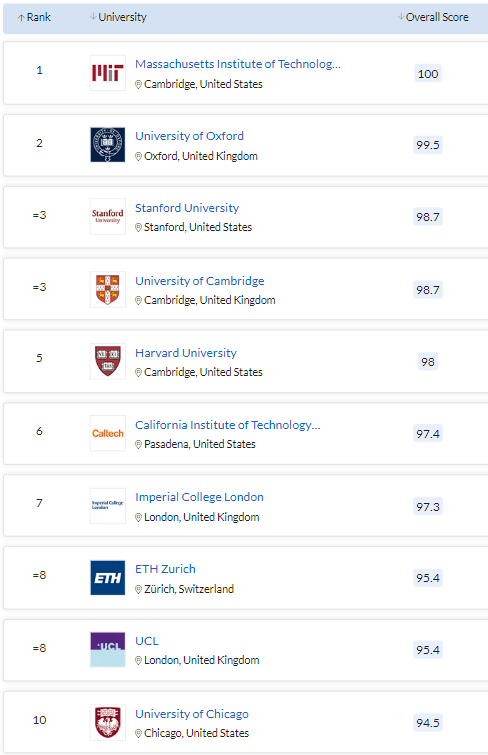 ↑Rank ↓University ↓Overall Score
1 Massachusetts Institute of Technolog... 100
Cambridge, United States
2 University of Oxford 99.5
Oxford, United Kingdom
Stanford
University
=3 Stanford University 98.7
Stanford, United States
=3 University of Cambridge 98.7
Cambridge, United Kingdom
5 Harvard University 98
Cambridge, United States
6 Caltech California Institute of Technology... 97.4
Pasadena, United States
Imperial College
London
7 Imperial College London 97.3
London, United Kingdom
=8 ETH ETH Zurich 95.4
Zürich, Switzerland
=8 UCL UCL 95.4
London, United Kingdom
10 University of Chicago 94.5
Chicago, United States